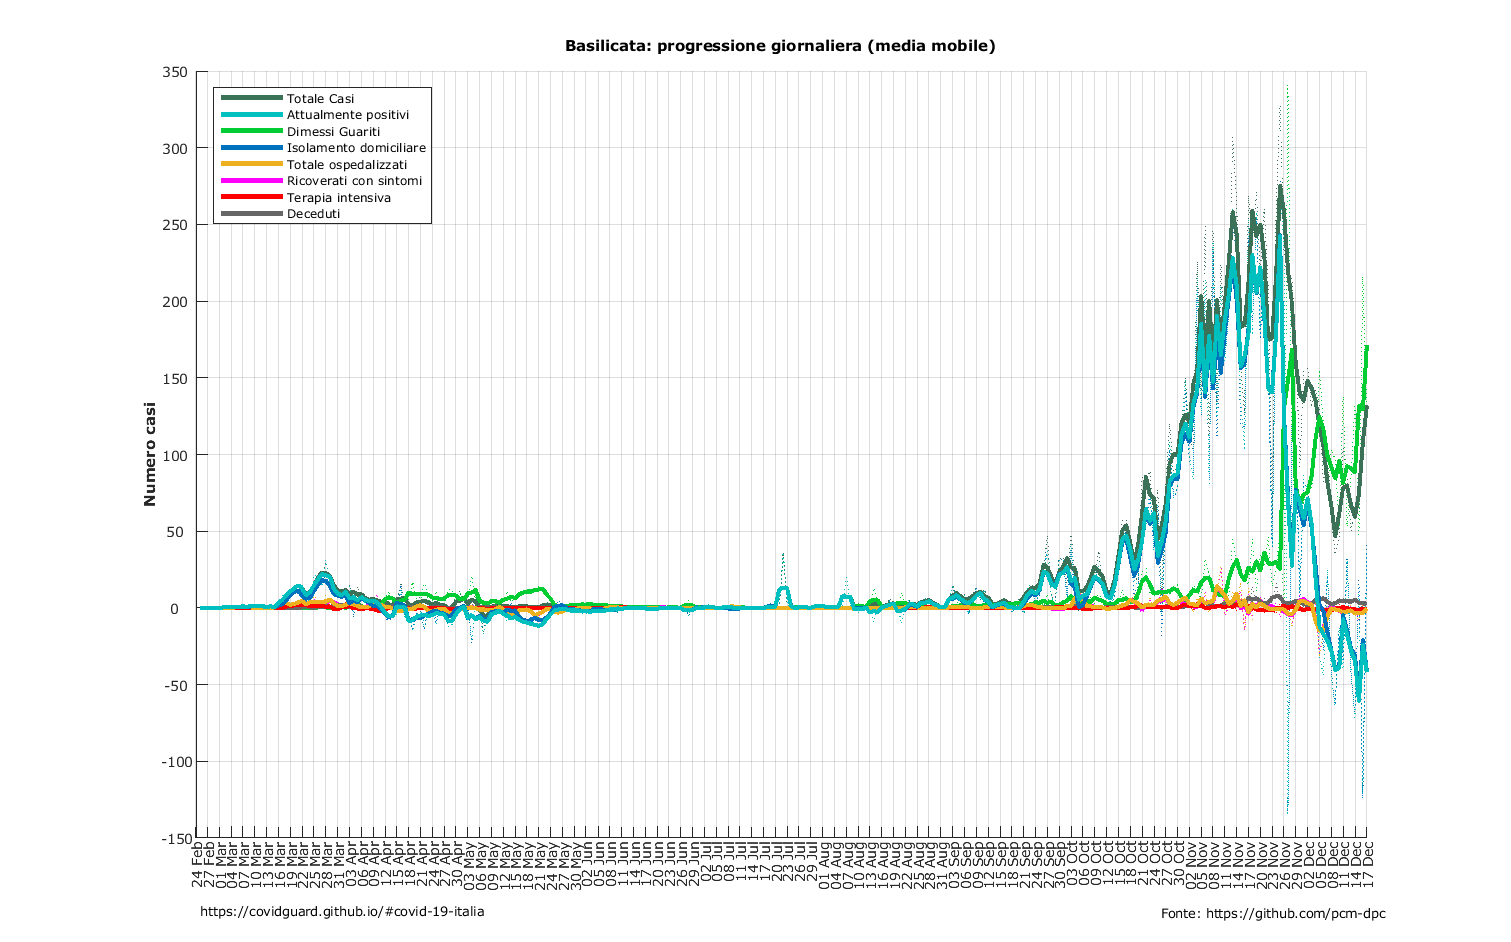 Basilicata: progressione giornaliera (media mobile)
350
300
250
200
150
100
50
0
-50
-100
-150
Numero casi
Totale Casi
Attualmente positivi
Dimessi Guariti
Isolamento domiciliare
Totale ospedalizzati
Ricoverati con sintomi
Terapia intensiva
Deceduti
24 Feb
27 Feb
01 Mar
04 Mar
07 Mar
10 Mar
13 Mar
16 Mar
19 Mar
22 Mar
25 Mar
28 Mar
31 Mar
03 Apr
06 Apr
09 Apr
12 Apr
15 Apr
18 Apr
21 Apr
24 Apr
27 Apr
30 Apr
03 May
06 May
09 May
12 May
15 May
18 May
21 May
24 May
27 May
30 May
02 Jun
05 Jun
08 Jun
11 Jun
14 Jun
17 Jun
20 Jun
23 Jun
26 Jun
29 Jun
02 Jul
05 Jul
08 Jul
11 Jul
14 Jul
17 Jul
20 Jul
23 Jul
26 Jul
29 Jul
01 Aug
04 Aug
07 Aug
10 Aug
13 Aug
16 Aug
19 Aug
22 Aug
25 Aug
28 Aug
31 Aug
03 Sep
06 Sep
09 Sep
12 Sep
15 Sep
18 Sep
21 Sep
24 Sep
27 Sep
30 Sep
03 Oct
06 Oct
09 Oct
12 Oct
15 Oct
18 Oct
21 Oct
24 Oct
27 Oct
30 Oct
02 Nov
05 Nov
08 Nov
11 Nov
14 Nov
17 Nov
20 Nov
23 Nov
26 Nov
29 Nov
02 Dec
05 Dec
08 Dec
11 Dec
14 Dec
17 Dec
https://covidguard.github.io/#covid-19-italia
Fonte: https://github.com/pcm-dpc